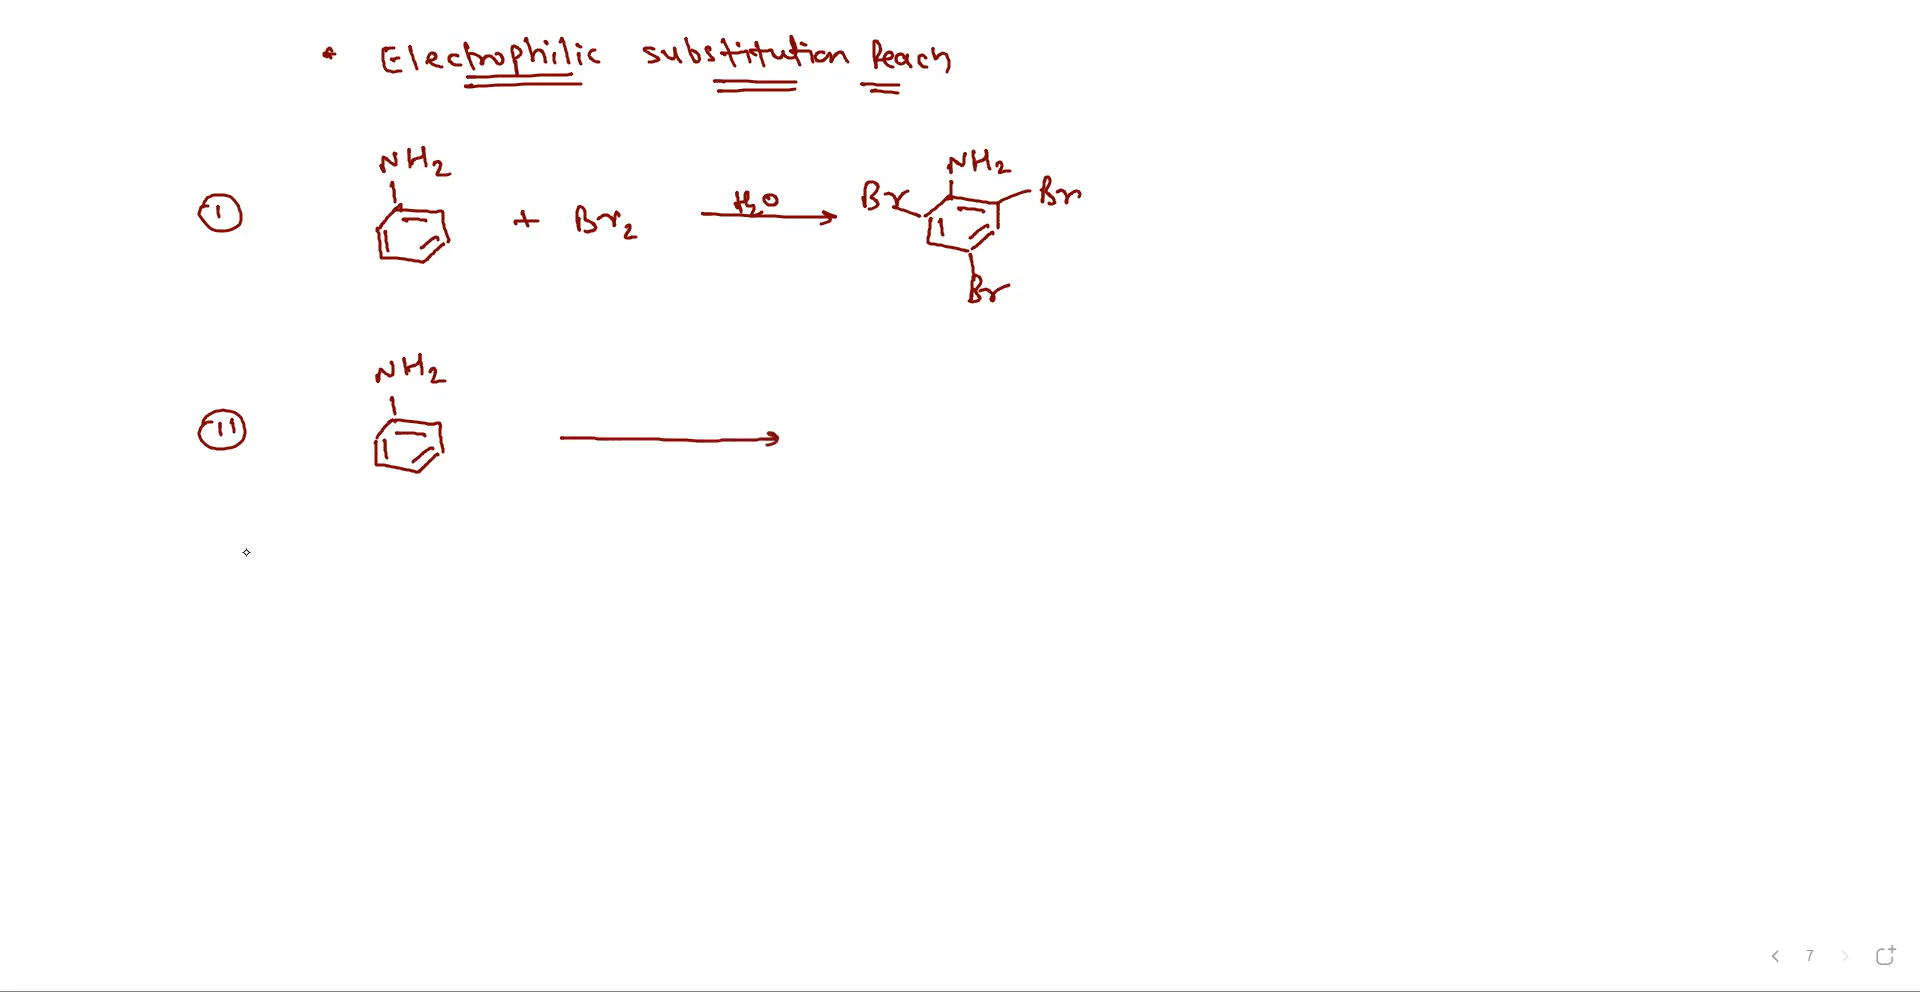 * Electrophilic substitution Reach
NH2
(I) + Br2 H2O
NH2
Br Br
Br
NH2
(II)
7